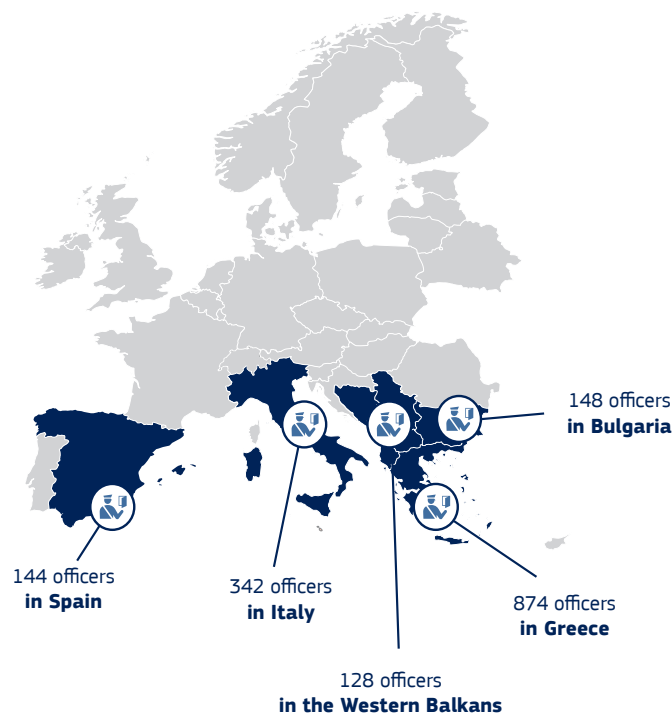 148 officers
in Bulgaria
144 officers
in Spain
342 officers
in Italy
874 officers
in Greece
128 officers
in the Western Balkans